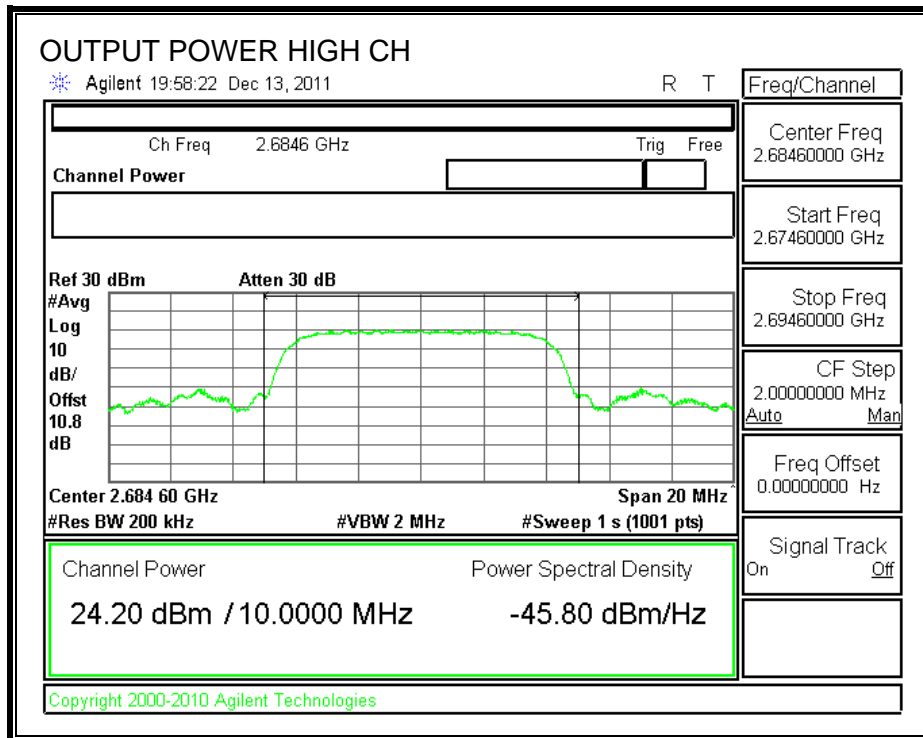 OUTPUT POWER HIGH CH
Agilent 19:58:22 Dec 13, 2011 R T
Ch Freq 2.6846 GHz Trig Free
Channel Power
Ref 30 dBm Atten 30 dB
#Avg
Log
10
dB/
Offst
10.8
dB
Center 2.684 60 GHz Span 20 MHz
#Res BW 200 kHz #VBW 2 MHz #Sweep 1 s (1001 pts)
Channel Power Power Spectral Density
24.20 dBm / 10.0000 MHz -45.80 dBm/Hz
Copyright 2000-2010 Agilent Technologies
Freq/Channel
Center Freq
2.68460000 GHz
Start Freq
2.67460000 GHz
Stop Freq
2.69460000 GHz
CF Step
2.00000000 MHz
Auto Man
Freq Offset
0.00000000 Hz
Signal Track
On Off